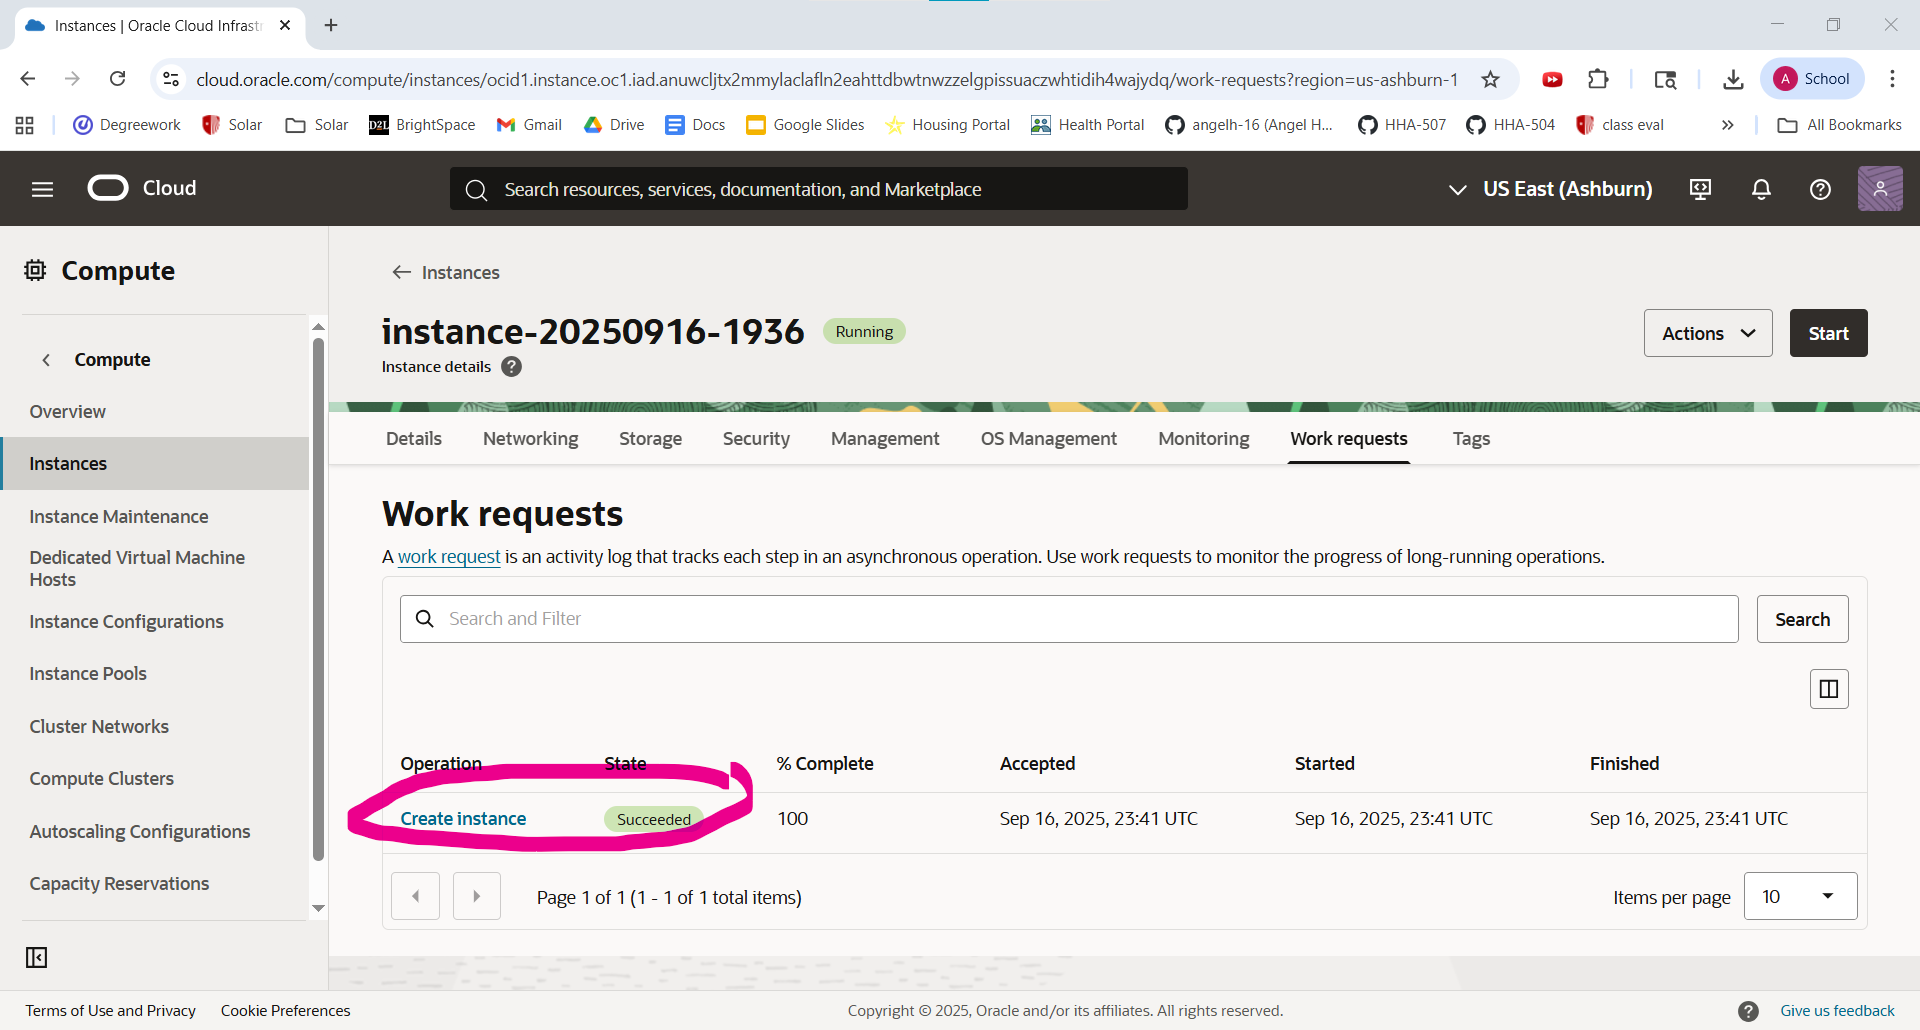 Instances | Oracle Cloud Infrast
cloud.oracle.com/compute/instances/ocid1.instance.oc1.iad.anuwcljtx2mmylaclafln2eahttdbwtnwzzelgpissuaczwhtidih4wajydq/work-requests?region=us-ashburn-1
A School
Degreework Solar Solar D2L BrightSpace Gmail Drive Docs Google Slides Housing Portal Health Portal angelh-16 (Angel H... HHA-507 HHA-504 class eval » All Bookmarks
Cloud
Search resources, services, documentation, and Marketplace
US East (Ashburn)
Compute
Compute
Overview
Instances
Instance Maintenance
Dedicated Virtual Machine
Hosts
Instance Configurations
Instance Pools
Cluster Networks
Compute Clusters
Autoscaling Configurations
Capacity Reservations
Instances
instance-20250916-1936 Running
Instance details ?
Actions Start
Details Networking Storage Security Management OS Management Monitoring Work requests Tags
Work requests
A work request is an activity log that tracks each step in an asynchronous operation. Use work requests to monitor the progress of long-running operations.
Search and Filter Search
Operation State % Complete Accepted Started Finished
Create instance Succeeded 100 Sep 16, 2025, 23:41 UTC Sep 16, 2025, 23:41 UTC Sep 16, 2025, 23:41 UTC
Page 1 of 1 (1 - 1 of 1 total items) Items per page 10
Terms of Use and Privacy Cookie Preferences Copyright © 2025, Oracle and/or its affiliates. All rights reserved. ? Give us feedback